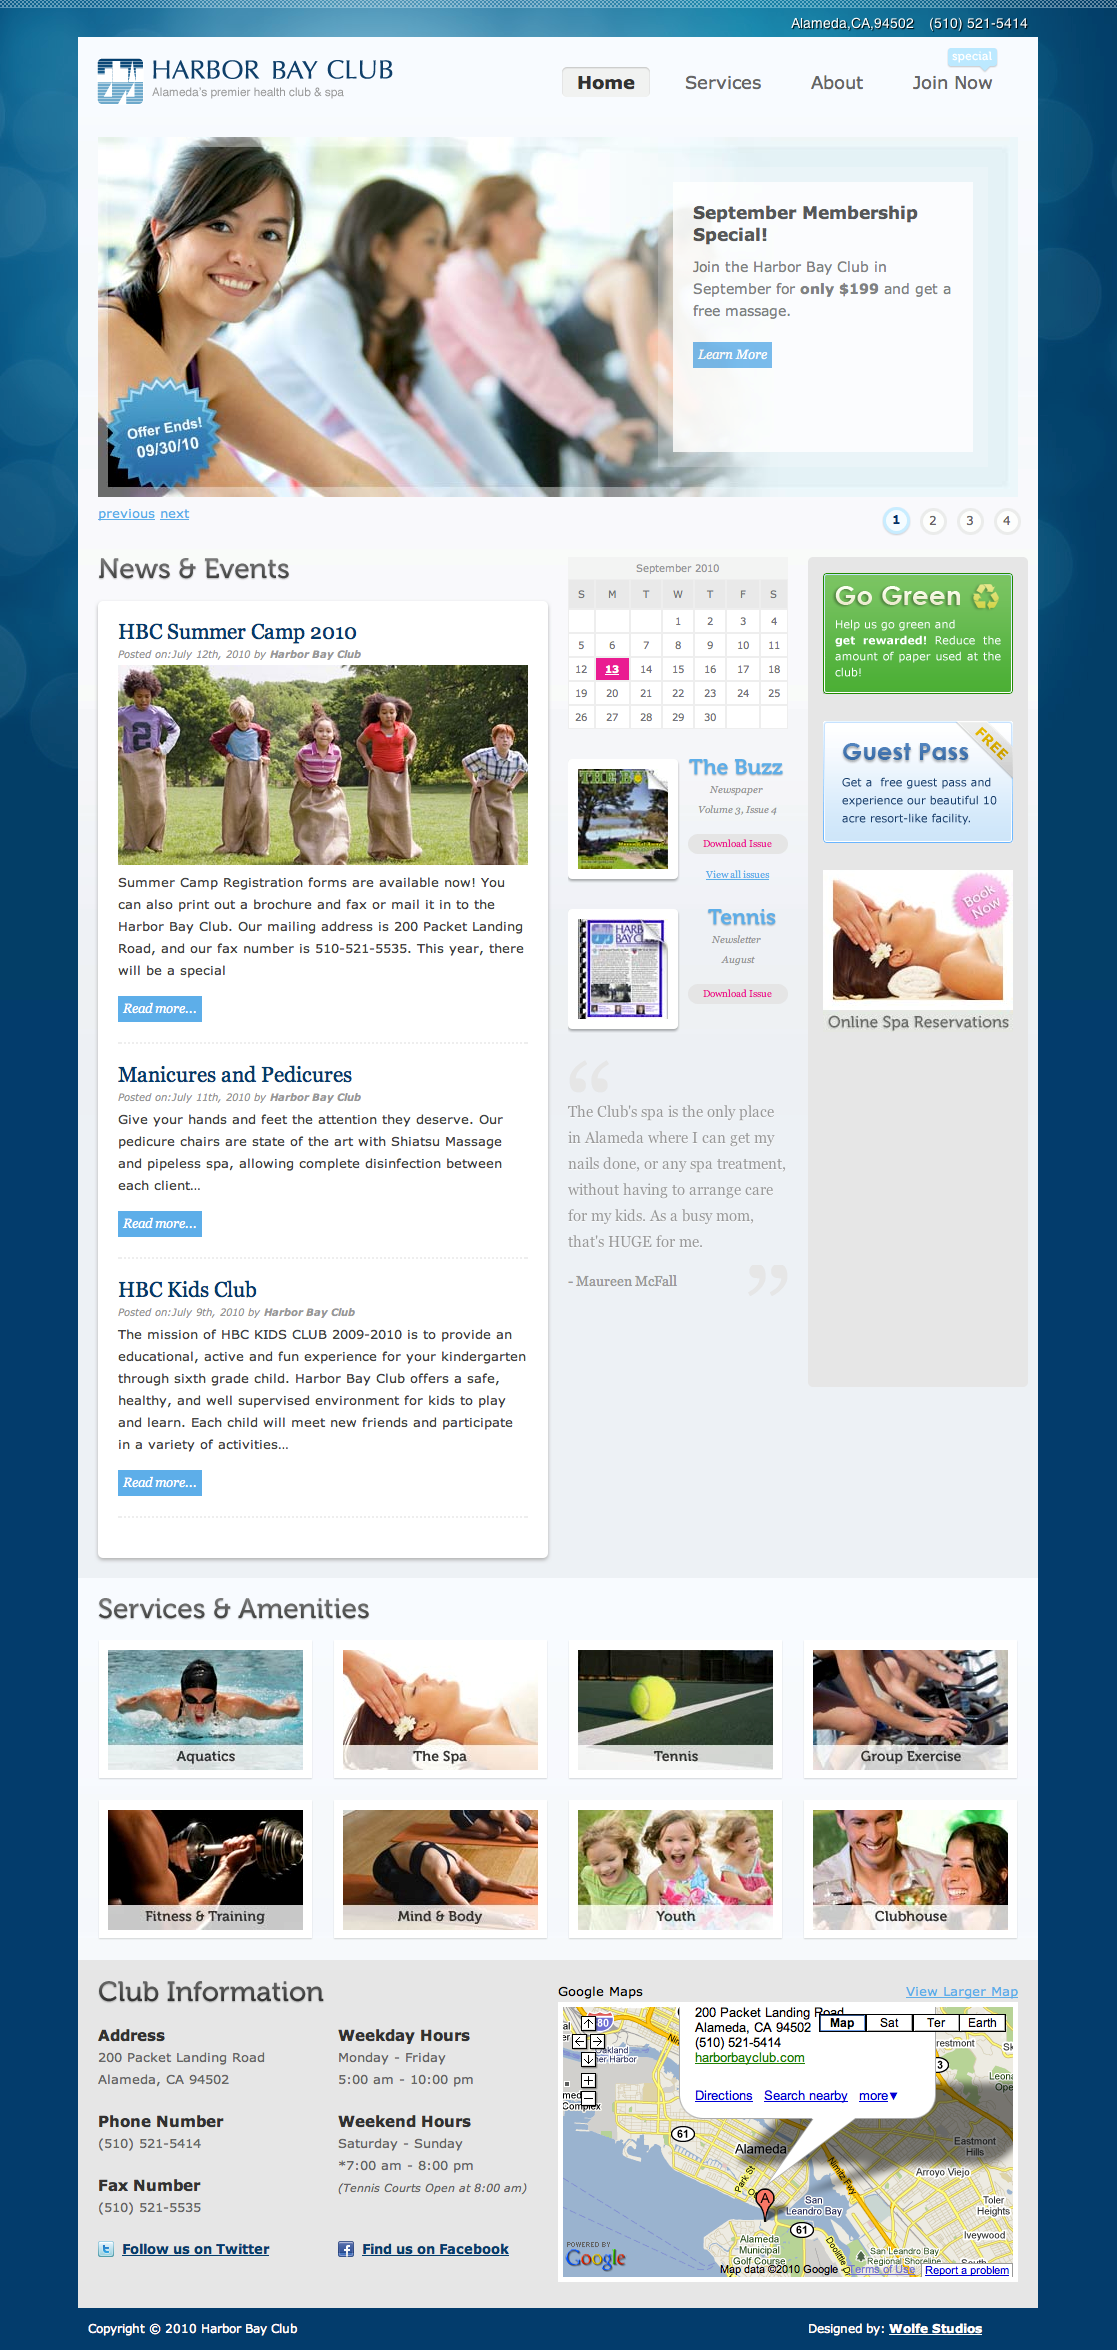 Alameda,CA,94502 (510) 521-5414
HARBOR BAY CLUB
Alameda's premier health club & spa
special
Home Services About Join Now
September Membership
Special!
Join the Harbor Bay Club in
September for only $199 and get a
free massage.
Learn More
Offer Ends!
09/30/10
previous next
1 2 3 4
News & Events
HBC Summer Camp 2010
Posted on:July 12th, 2010 by Harbor Bay Club
Summer Camp Registration forms are available now! You
can also print out a brochure and fax or mail it in to the
Harbor Bay Club. Our mailing address is 200 Packet Landing
Road, and our fax number is 510-521-5535. This year, there
will be a special
Read more...
Manicures and Pedicures
Posted on:July 11th, 2010 by Harbor Bay Club
Give your hands and feet the attention they deserve. Our
pedicure chairs are state of the art with Shiatsu Massage
and pipeless spa, allowing complete disinfection between
each client...
Read more...
HBC Kids Club
Posted on:July 9th, 2010 by Harbor Bay Club
The mission of HBC KIDS CLUB 2009-2010 is to provide an
educational, active and fun experience for your kindergarten
through sixth grade child. Harbor Bay Club offers a safe,
healthy, and well supervised environment for kids to play
and learn. Each child will meet new friends and participate
in a variety of activities...
Read more...
September 2010
S M T W T F S
1 2 3 4
5 6 7 8 9 10 11
12 13 14 15 16 17 18
19 20 21 22 23 24 25
26 27 28 29 30
The Buzz
Newspaper
Volume 3, Issue 4
Download Issue
View all issues
Tennis
Newsletter
August
Download Issue
“
The Club's spa is the only place
in Alameda where I can get my
nails done, or any spa treatment,
without having to arrange care
for my kids. As a busy mom,
that's HUGE for me.
- Maureen McFall ”
Go Green
Help us go green and
get rewarded! Reduce the
amount of paper used at the
club!
Guest Pass
FREE
Get a free guest pass and
experience our beautiful 10
acre resort-like facility.
Book
Now
Online Spa Reservations
Services & Amenities
Aquatics The Spa Tennis Group Exercise
Fitness & Training Mind & Body Youth Clubhouse
Club Information
Address
200 Packet Landing Road
Alameda, CA 94502
Phone Number
(510) 521-5414
Fax Number
(510) 521-5535
Follow us on Twitter
Weekday Hours
Monday - Friday
5:00 am - 10:00 pm
Weekend Hours
Saturday - Sunday
*7:00 am - 8:00 pm
(Tennis Courts Open at 8:00 am)
Find us on Facebook
Google Maps View Larger Map
200 Packet Landing Road
Alameda, CA 94502
(510) 521-5414
harborbayclub.com
Directions Search nearby more
Map Sat Ter Earth
80
61
Alameda
Eastmont
Hills
Arroyo Viejo
Park St
Nimitz Fwy
A
San
Leandro Bay
Toler
Heights
61
Iveywood
Alameda
Municipal
Golf Course
San Leandro Bay
Regional Shoreline
POWERED BY
Google
Map data ©2010 Google - Terms of Use Report a problem
Copyright © 2010 Harbor Bay Club Designed by: Wolfe Studios